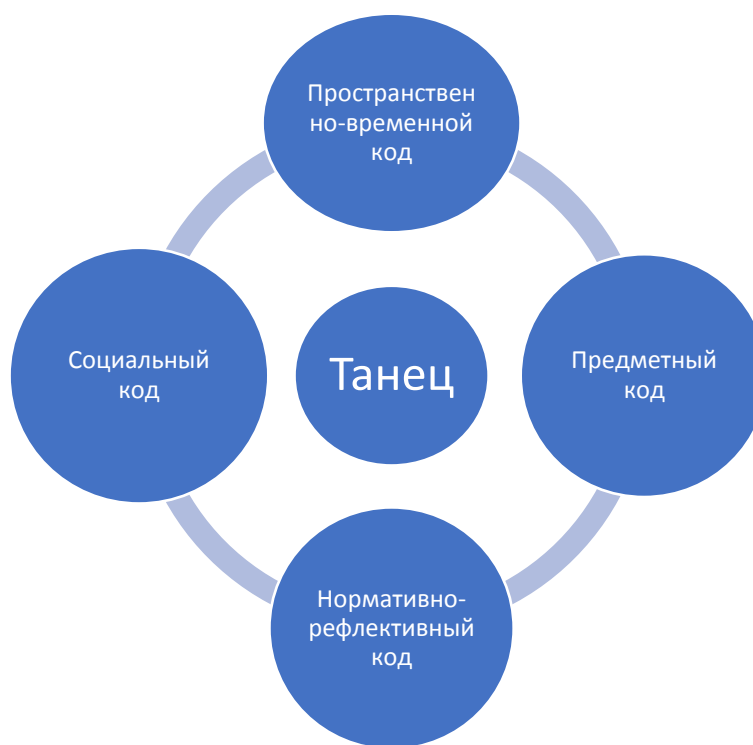 Пространствен
но-временной
код
Социальный
код
Танец
Предметный
код
Нормативно-
рефлективный
код